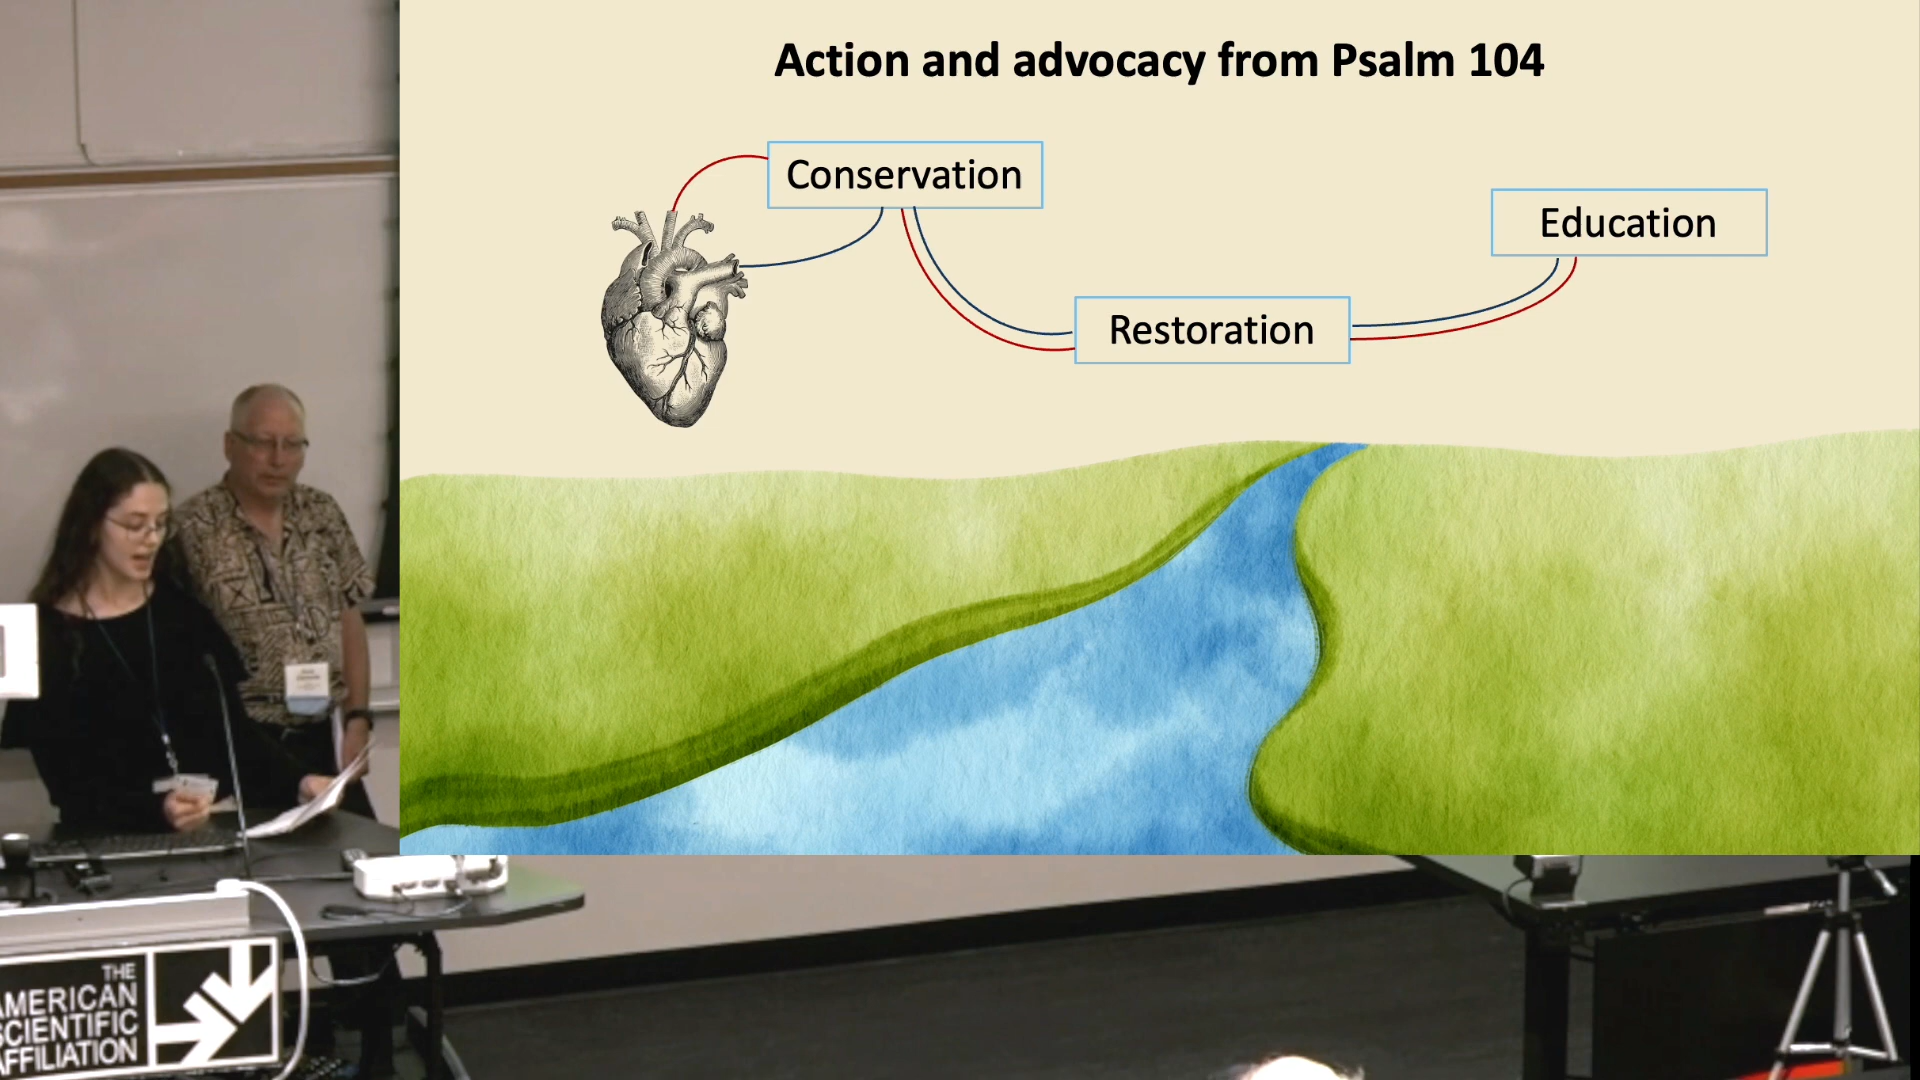 Action and advocacy from Psalm 104
Conservation
Education
Restoration
THE
AMERICAN
SCIENTIFIC
AFFILIATION